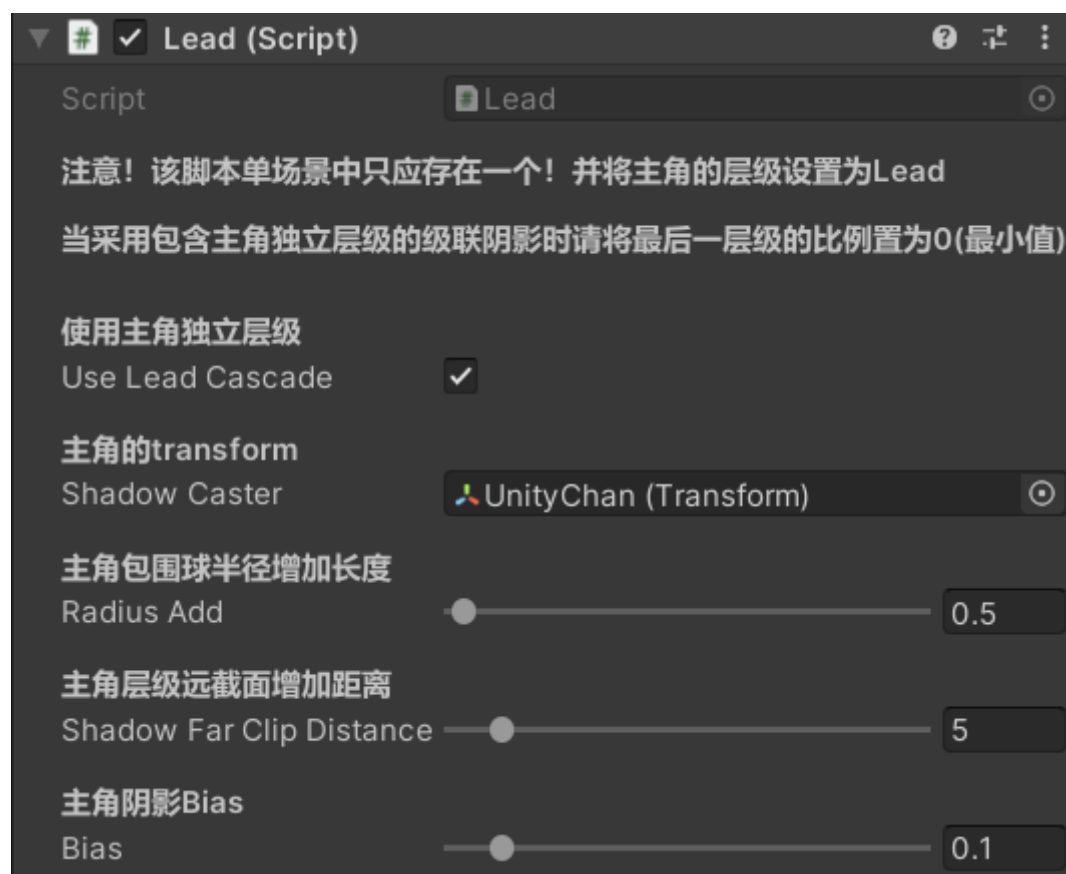 Lead (Script)
Script Lead
注意！该脚本单场景中只应存在一个！并将主角的层级设置为Lead
当采用包含主角独立层级的级联阴影时请将最后一层级的比例置为0(最小值)
使用主角独立层级
Use Lead Cascade
主角的transform
Shadow Caster UnityChan (Transform)
主角包围球半径增加长度
Radius Add 0.5
主角层级远截面增加距离
Shadow Far Clip Distance 5
主角阴影Bias
Bias 0.1